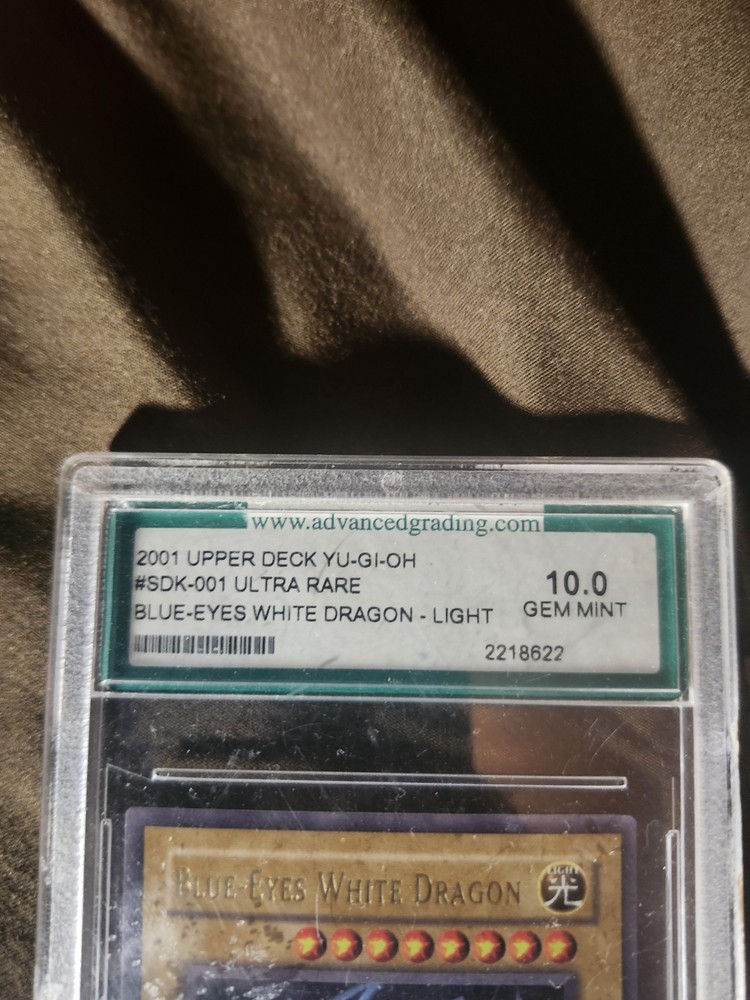 www.advancedgrading.com
2001 UPPER DECK YU-GI-OH
#SDK-001 ULTRA RARE
BLUE-EYES WHITE DRAGON - LIGHT
10.0
GEM MINT
2218622
BLUE-EYES WHITE DRAGON
LIGHT
光